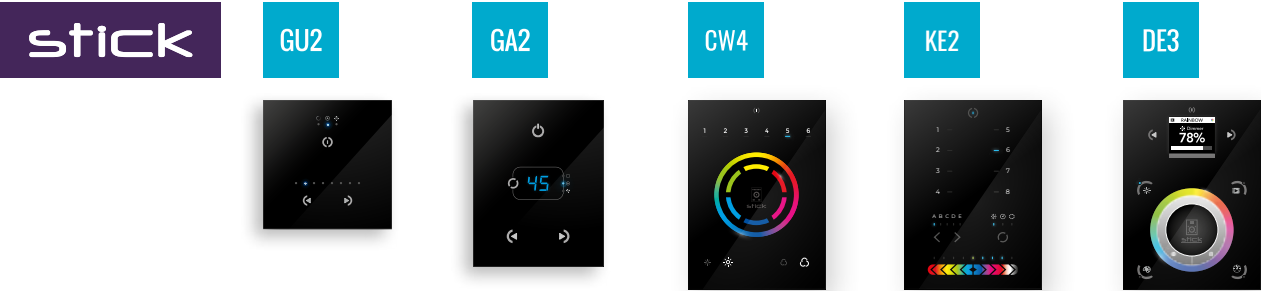 stick
GU2
GA2
CW4
KE2
DE3
45
1 2 3 4 5 6
stick
1
2
3
4
5
6
7
8
A B C D E
RAINBOW
Dimmer
78%
stick